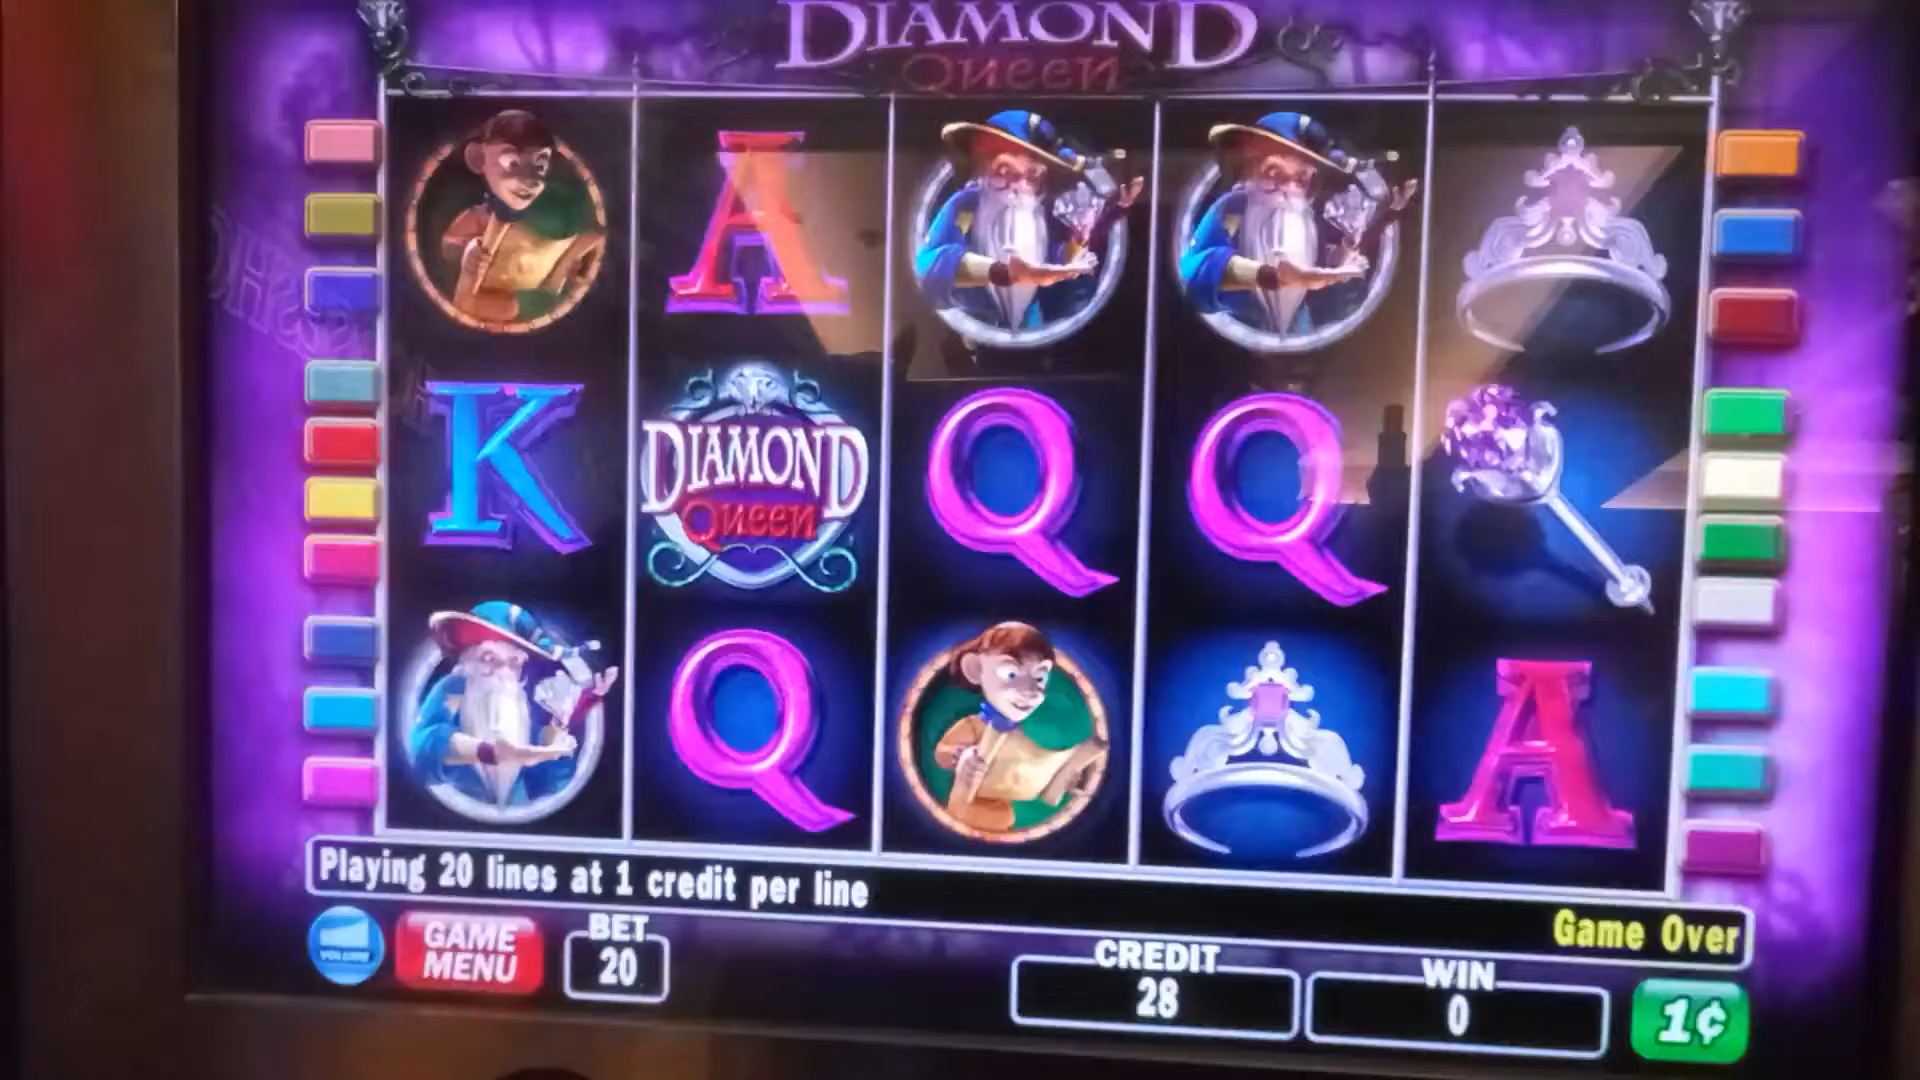 DIAMOND
Queen
A
K
DIAMOND
Queen
Q
Q
Q
A
Playing 20 lines at 1 credit per line
Game Over
VOLUME
GAME
MENU
BET
20
CREDIT
28
WIN
0
1¢